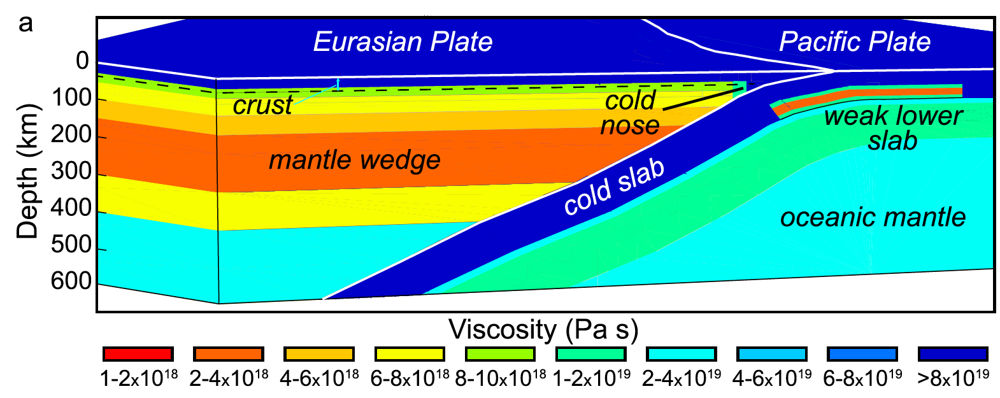 a
Eurasian Plate
Pacific Plate
0
100
200
300
400
500
600
Depth (km)
crust
cold
nose
weak lower
slab
mantle wedge
cold slab
oceanic mantle
Viscosity (Pa s)
1-2x10¹⁸ 2-4x10¹⁸ 4-6x10¹⁸ 6-8x10¹⁸ 8-10x10¹⁸ 1-2x10¹⁹ 2-4x10¹⁹ 4-6x10¹⁹ 6-8x10¹⁹ >8x10¹⁹